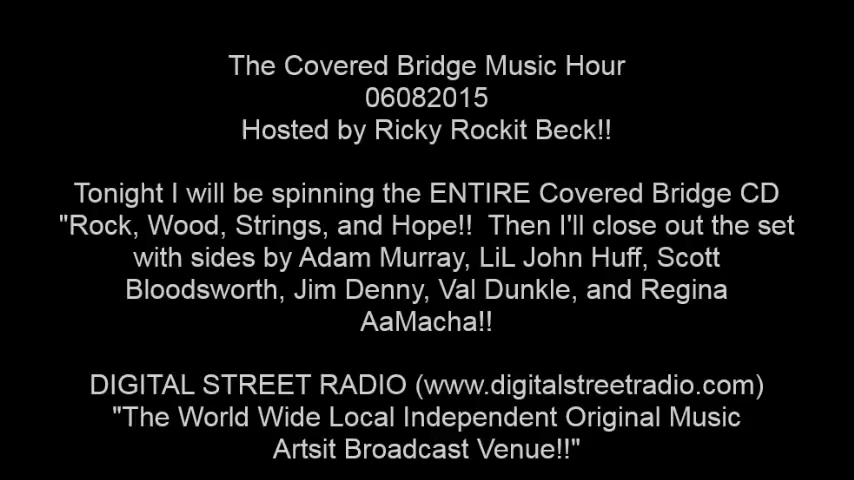 The Covered Bridge Music Hour
06082015
Hosted by Ricky Rockit Beck!!
Tonight I will be spinning the ENTIRE Covered Bridge CD
"Rock, Wood, Strings, and Hope!!  Then I'll close out the set
with sides by Adam Murray, LiL John Huff, Scott
Bloodsworth, Jim Denny, Val Dunkle, and Regina
AaMacha!!
DIGITAL STREET RADIO (www.digitalstreetradio.com)
"The World Wide Local Independent Original Music
Artsit Broadcast Venue!!"